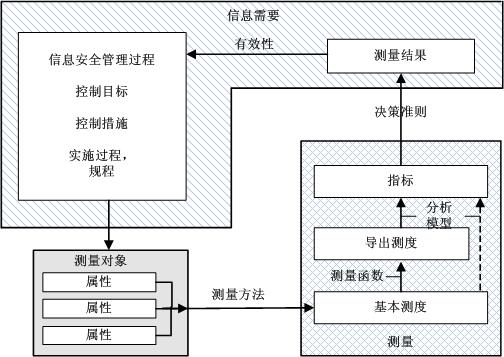 信息需要
信息安全管理过程
控制目标
控制措施
实施过程，
规程
有效性
测量结果
决策准则
指标
分析
模型
导出测度
测量函数
基本测度
测量
测量对象
属性
属性
属性
测量方法